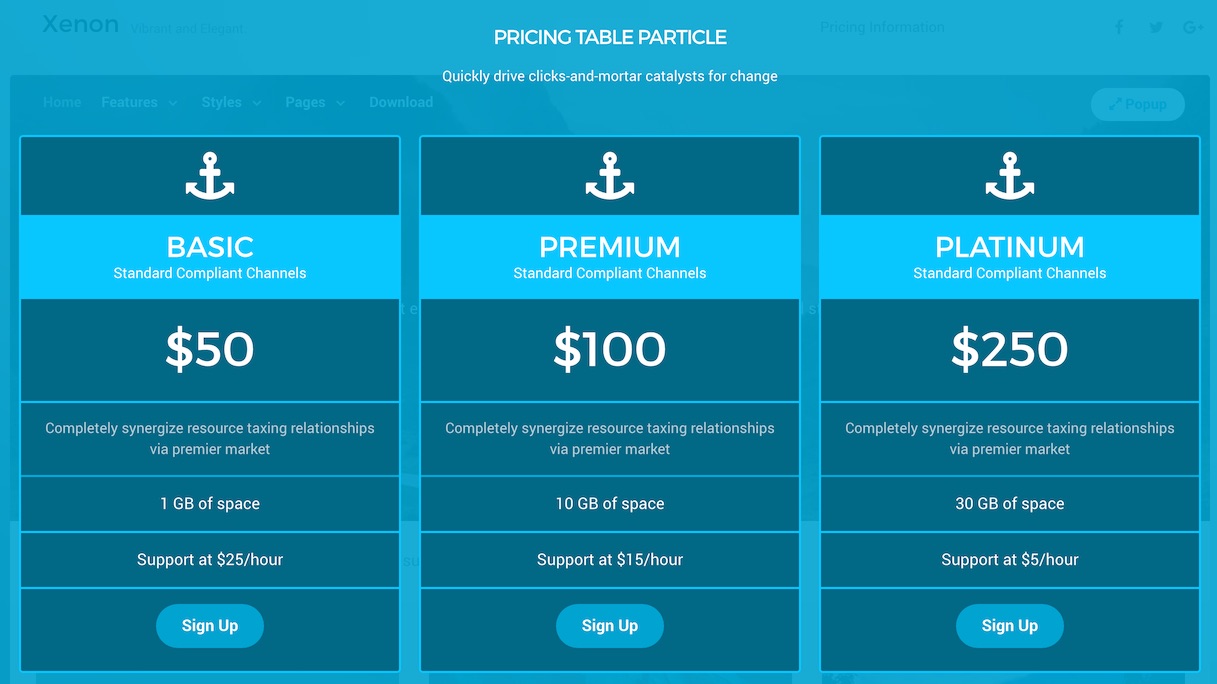 Xenon
Vibrant and Elegant
PRICING TABLE PARTICLE
Pricing Information
Quickly drive clicks-and-mortar catalysts for change
Home Features Styles Pages Download
Popup
BASIC
Standard Compliant Channels
$50
Completely synergize resource taxing relationships
via premier market
1 GB of space
Support at $25/hour
Sign Up
PREMIUM
Standard Compliant Channels
$100
Completely synergize resource taxing relationships
via premier market
10 GB of space
Support at $15/hour
Sign Up
PLATINUM
Standard Compliant Channels
$250
Completely synergize resource taxing relationships
via premier market
30 GB of space
Support at $5/hour
Sign Up